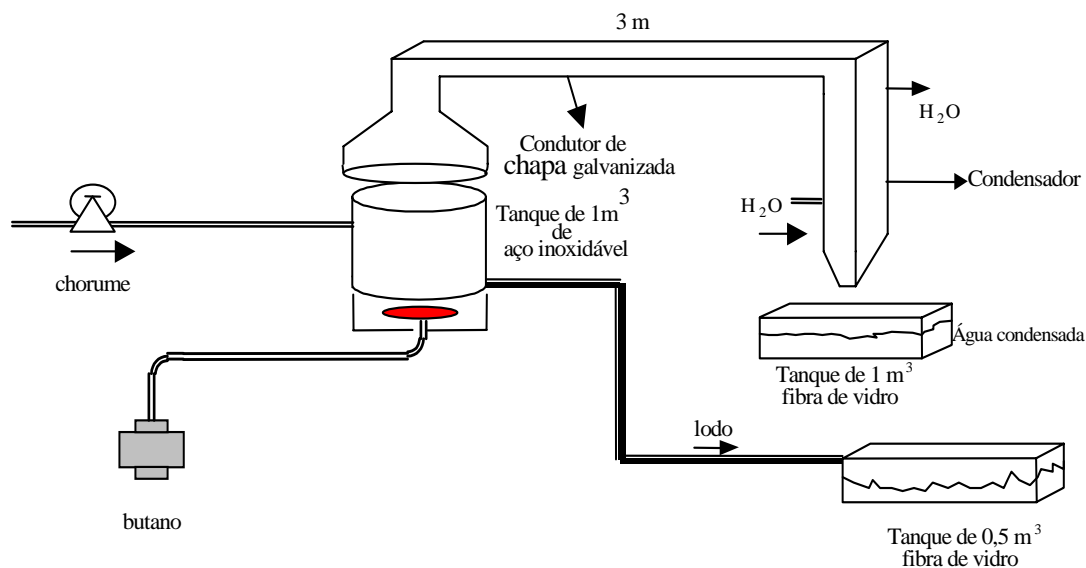 3 m
H₂O
Condutor de
chapa galvanizada
Condensador
H₂O
Tanque de 1m³
de
aço inoxidável
chorume
Água condensada
Tanque de 1 m³
fibra de vidro
lodo
butano
Tanque de 0,5 m³
fibra de vidro